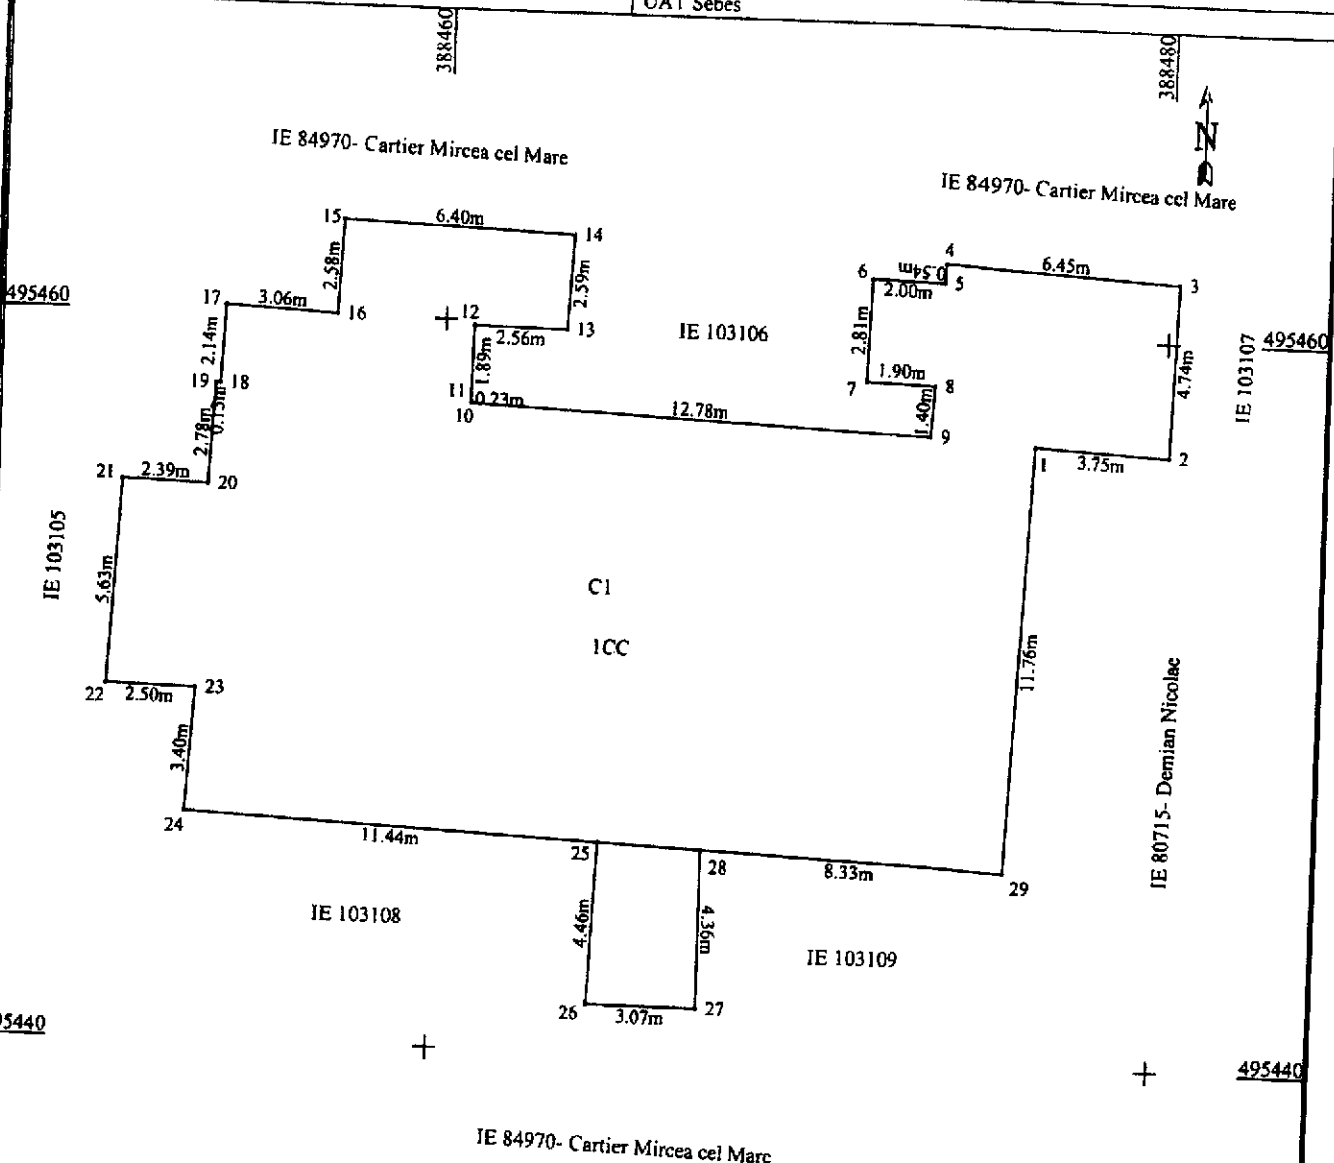 UAT Sebes
388460
388480
N
IE 84970- Cartier Mircea cel Mare
IE 84970- Cartier Mircea cel Mare
15
6.40m
14
2.58m
2.59m
4
0.54m
6.45m
3
6
2.00m
5
495460
17
3.06m
16
12
2.56m
13
IE 103106
2.81m
4.74m
IE 103107
495460
2.14m
1.89m
19
18
0.15m
2.78m
11
0.23m
10
12.78m
7
1.90m
8
1.40m
9
1
3.75m
2
21
2.39m
20
IE 103105
5.63m
C1
1CC
11.76m
22
2.50m
23
3.40m
IE 80715- Demian Nicolae
24
11.44m
25
28
8.33m
29
IE 103108
4.46m
4.36m
IE 103109
26
3.07m
27
5440
495440
IE 84970- Cartier Mircea cel Mare